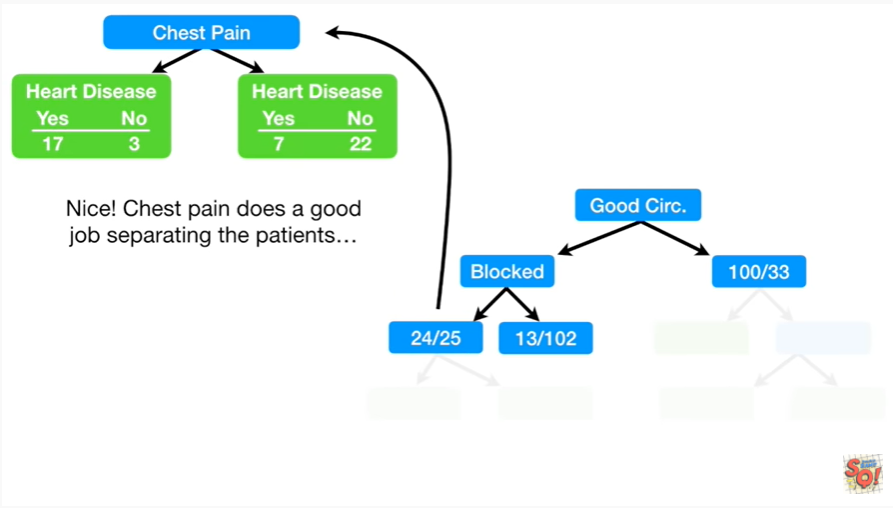 Chest Pain
Heart Disease
Yes No
17 3
Heart Disease
Yes No
7 22
Nice! Chest pain does a good
job separating the patients…
Good Circ.
Blocked
100/33
24/25
13/102
SQ!